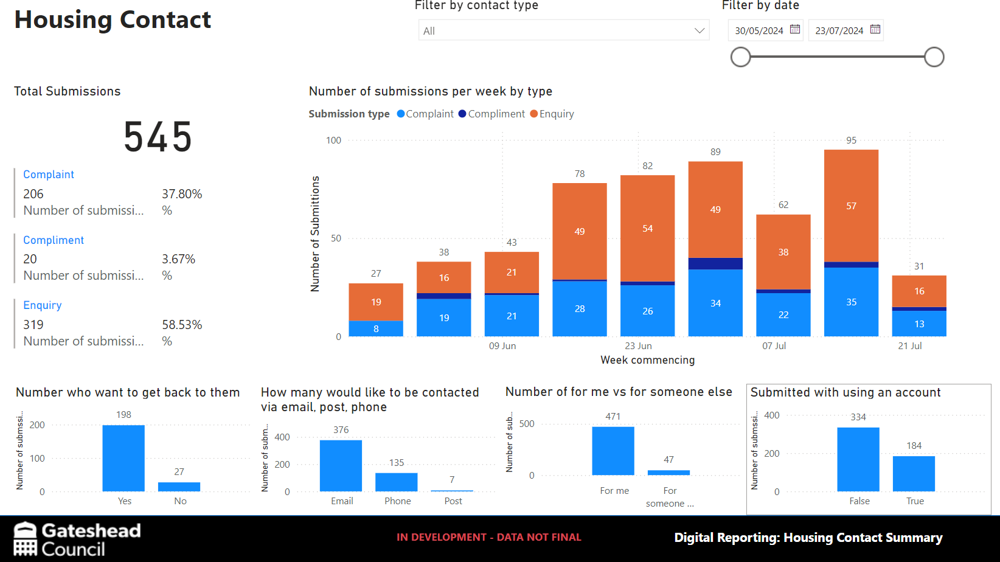 Housing Contact
Filter by contact type
All
Filter by date
30/05/2024
23/07/2024
Total Submissions
545
Complaint
206
37.80%
Number of submissi...
%
Compliment
20
3.67%
Number of submissi...
%
Enquiry
319
58.53%
Number of submissi...
%
Number of submissions per week by type
Submission type Complaint Compliment Enquiry
Number of Submittions
100
50
0
27
19
8
38
16
19
43
21
21
78
49
28
82
54
26
89
49
34
62
38
22
95
57
35
31
16
13
09 Jun
23 Jun
07 Jul
21 Jul
Week commencing
Number who want to get back to them
Number of submssi...
200
100
0
198
27
Yes
No
How many would like to be contacted
via email, post, phone
Number of subm...
400
200
0
376
135
7
Email
Phone
Post
Number of for me vs for someone else
Number of sub...
500
0
471
47
For me
For
someone ...
Submitted with using an account
Number of submssi...
400
200
0
334
184
False
True
Gateshead
Council
IN DEVELOPMENT - DATA NOT FINAL
Digital Reporting: Housing Contact Summary